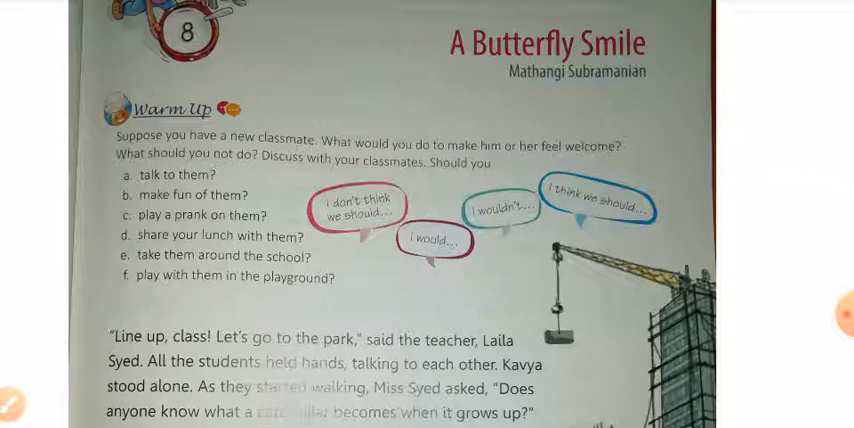 8
A Butterfly Smile
Mathangi Subramanian
Warm Up
Suppose you have a new classmate. What would you do to make him or her feel welcome?
What should you not do? Discuss with your classmates. Should you
a. talk to them?
b. make fun of them?
c. play a prank on them?
d. share your lunch with them?
e. take them around the school?
f. play with them in the playground?
I don't think
we should...
I would....
I wouldn't....
I think we should...
"Line up, class! Let's go to the park," said the teacher, Laila
Syed. All the students held hands, talking to each other. Kavya
stood alone. As they started walking, Miss Syed asked, "Does
anyone know what a caterpillar becomes when it grows up?"